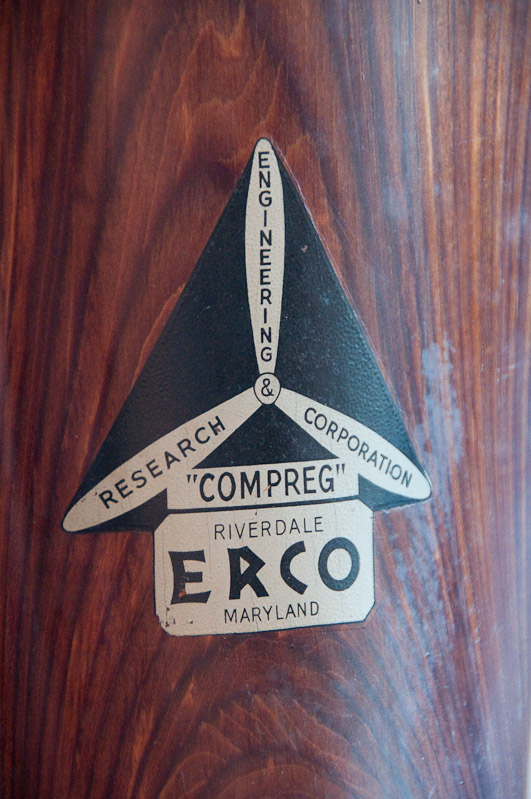 ENGINEERING
&
RESEARCH
CORPORATION
"COMPREG"
RIVERDALE
ERCO
MARYLAND